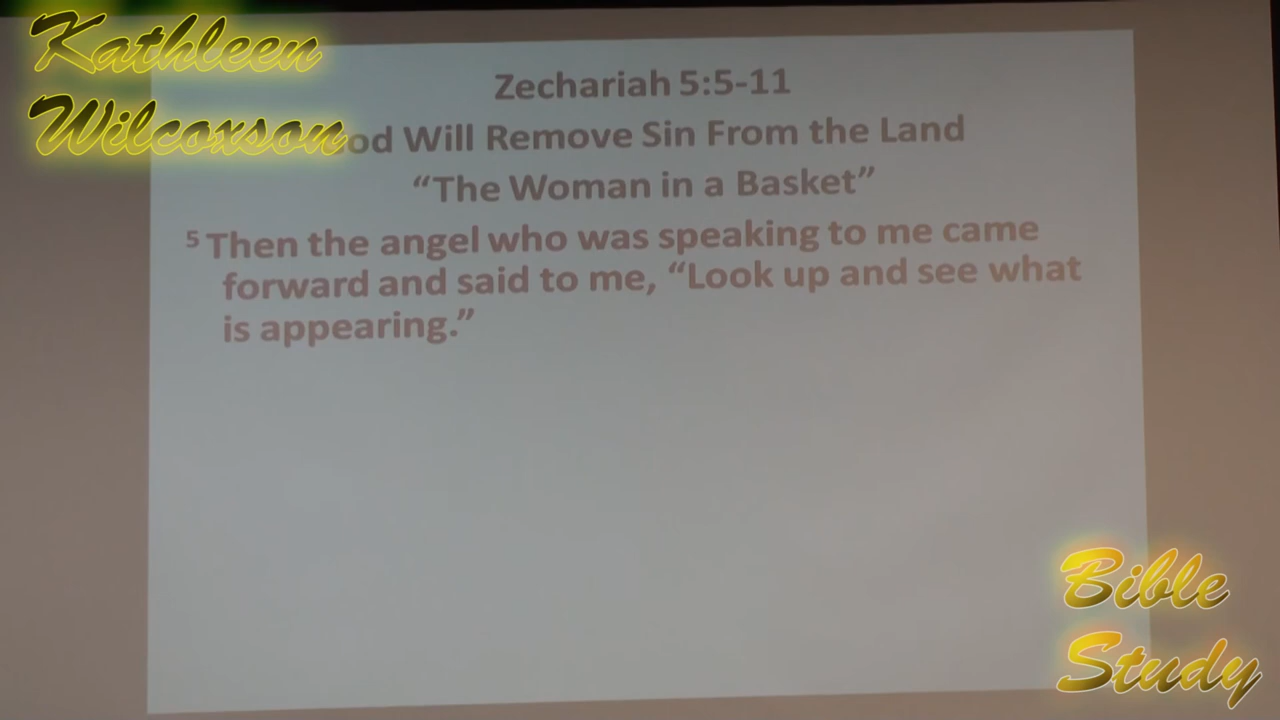 Kathleen
Wilcoxson
Zechariah 5:5-11
Will Remove Sin From the Land
“The Woman in a Basket”
5 Then the angel who was speaking to me came
forward and said to me, “Look up and see what
is appearing.”
Bible
Study